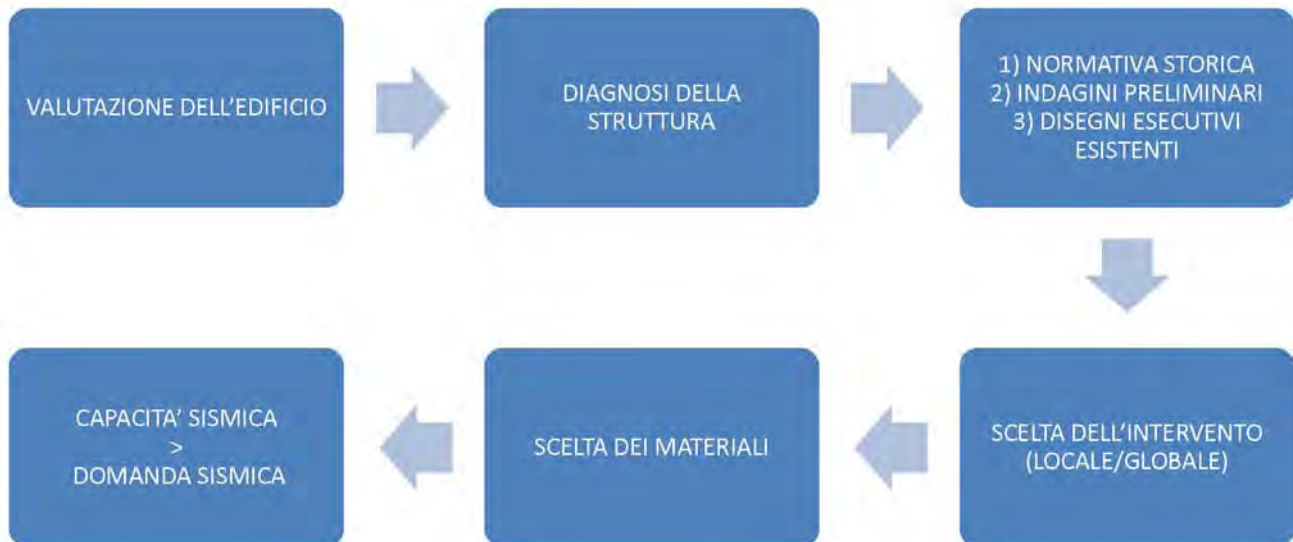 VALUTAZIONE DELL'EDIFICIO
DIAGNOSI DELLA
STRUTTURA
1) NORMATIVA STORICA
2) INDAGINI PRELIMINARI
3) DISEGNI ESECUTIVI
ESISTENTI
SCELTA DELL'INTERVENTO
(LOCALE/GLOBALE)
SCELTA DEI MATERIALI
CAPACITA' SISMICA
>
DOMANDA SISMICA